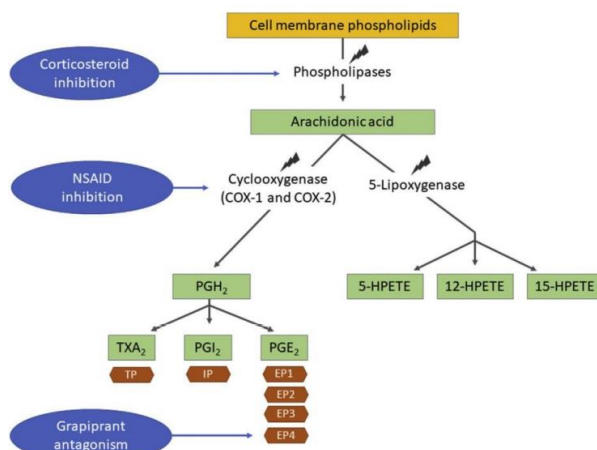 Cell membrane phospholipids
Corticosteroid
inhibition
Phospholipases
Arachidonic acid
NSAID
inhibition
Cyclooxygenase
(COX-1 and COX-2)
5-Lipoxygenase
PGH₂
5-HPETE
12-HPETE
15-HPETE
TXA₂
PGI₂
PGE₂
TP
IP
EP1
EP2
EP3
EP4
Grapiprant
antagonism